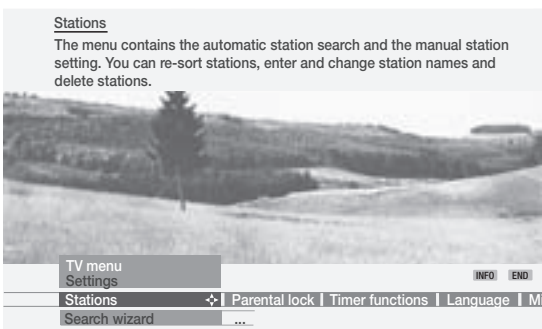 Stations
The menu contains the automatic station search and the manual station
setting. You can re-sort stations, enter and change station names and
delete stations.
TV menu
Settings
INFO END
Stations Parental lock Timer functions Language Mi
Search wizard ...